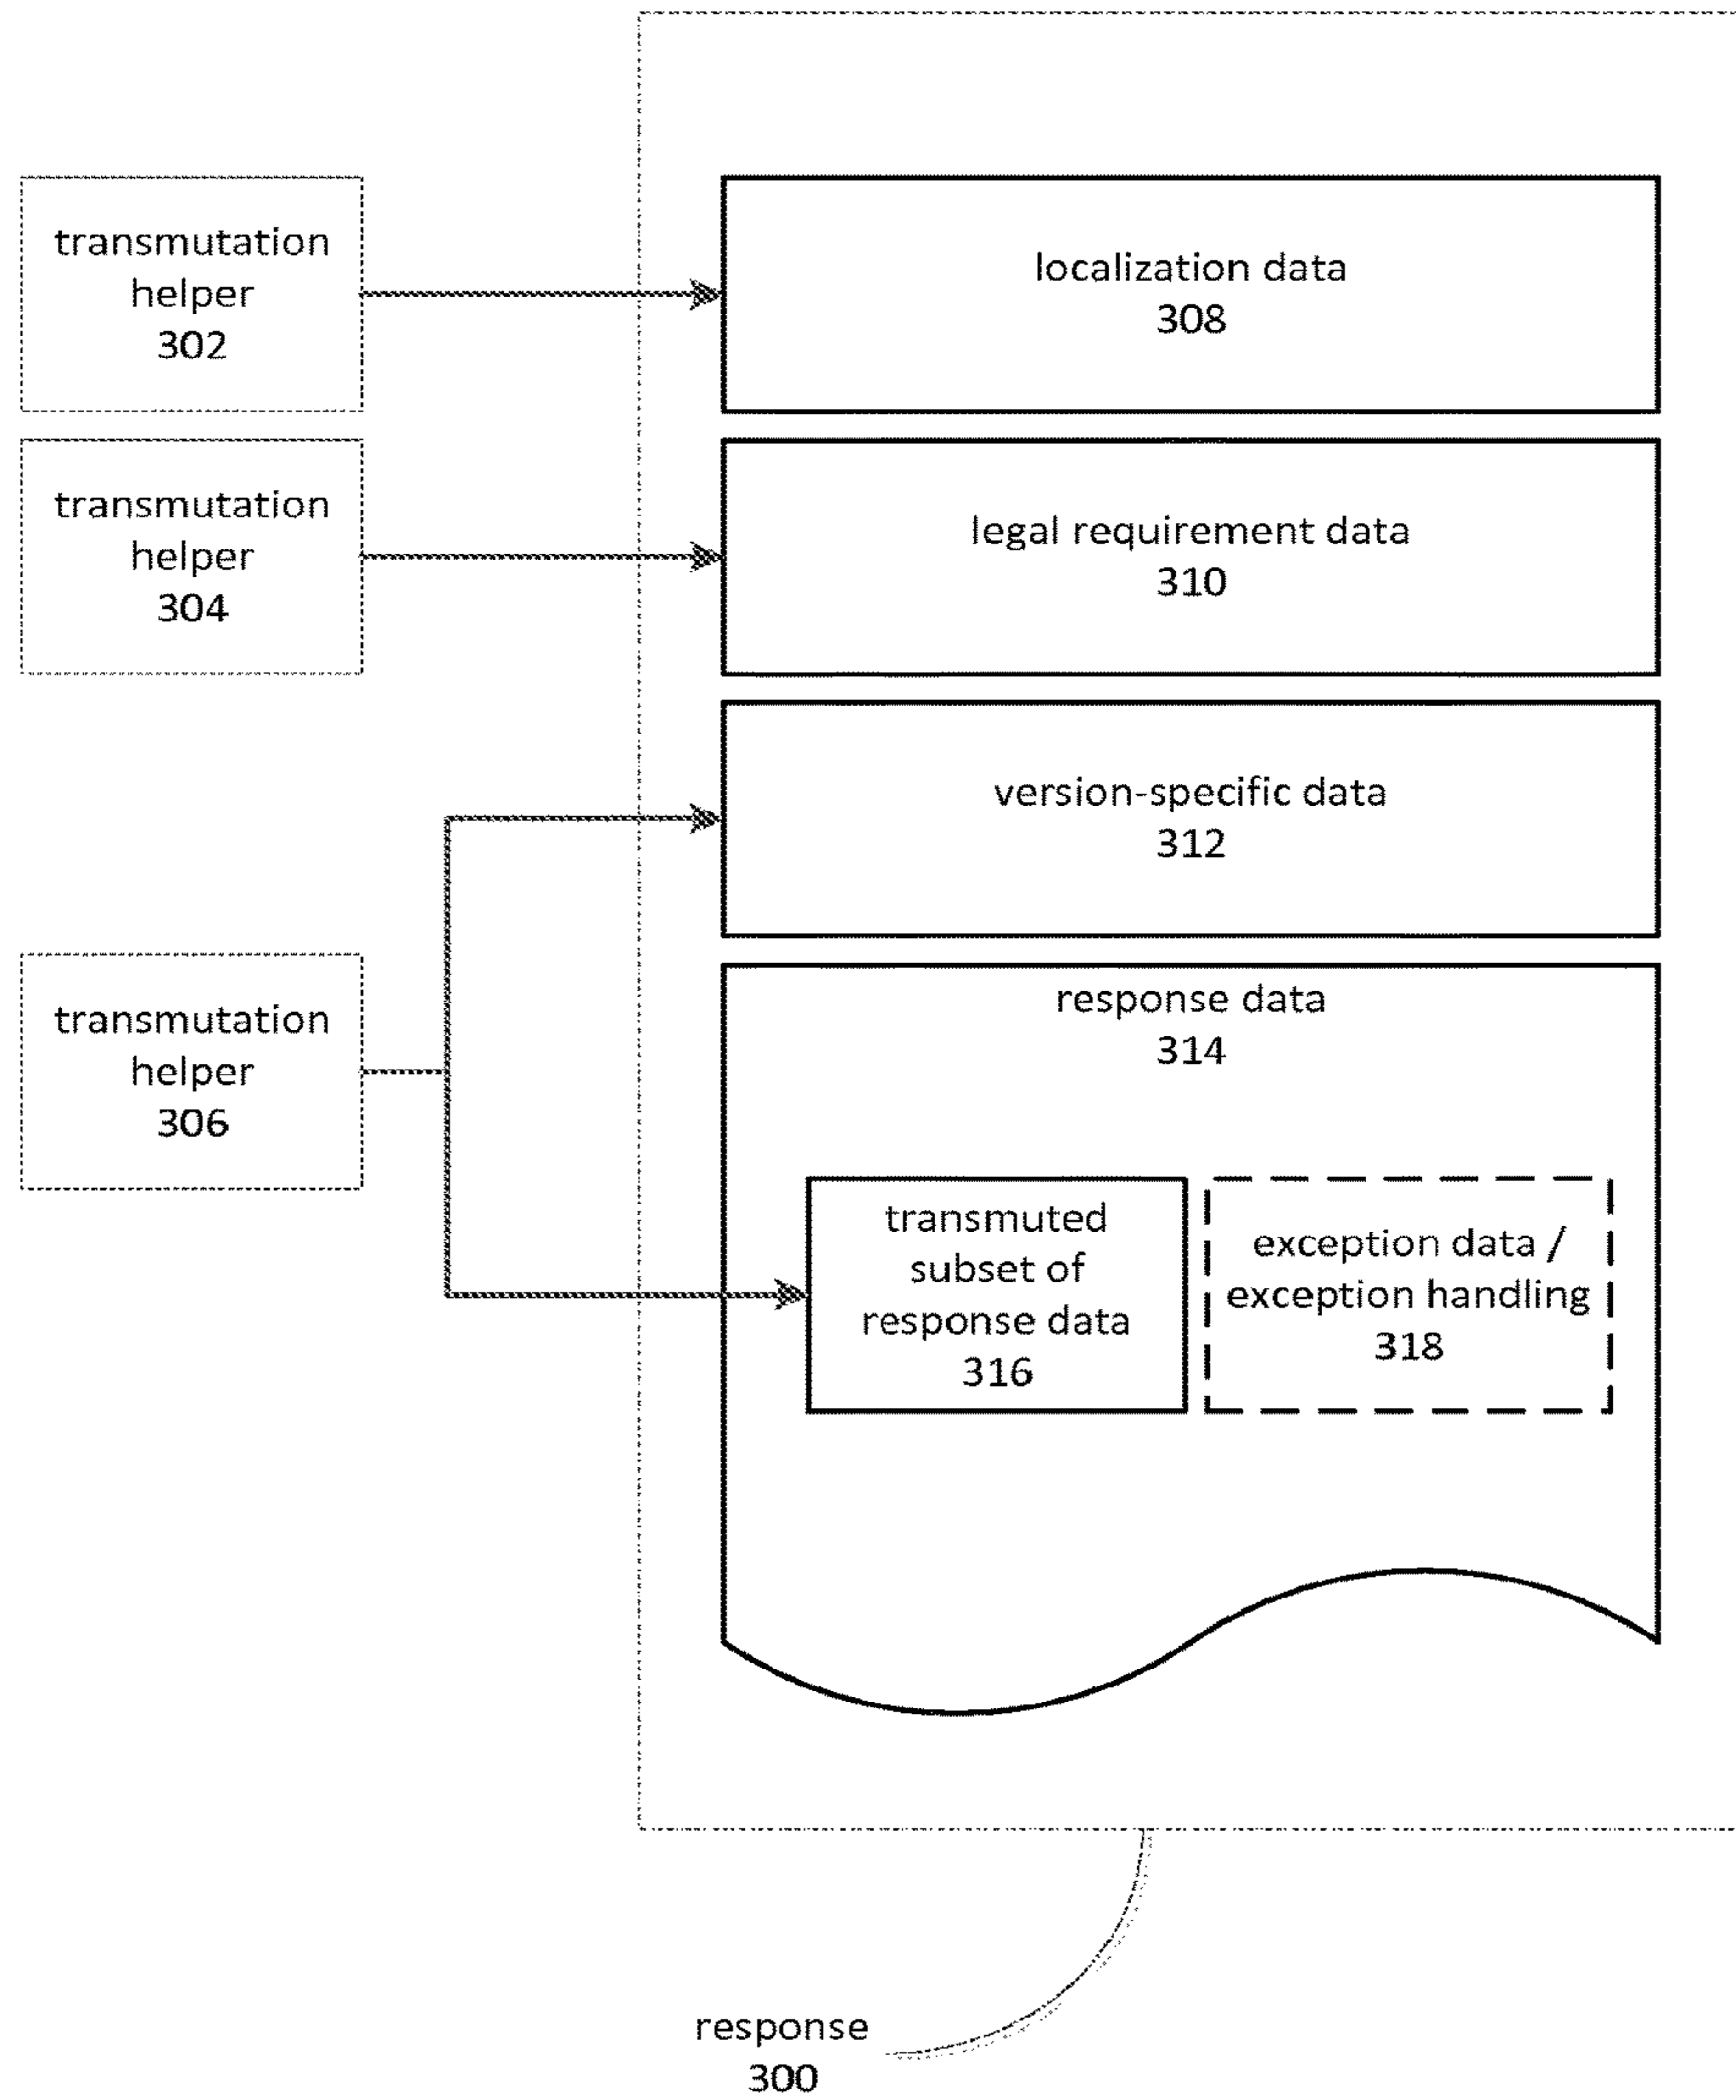 transmutation
helper
302
localization data
308
transmutation
helper
304
legal requirement data
310
version-specific data
312
transmutation
helper
306
response data
314
transmuted
subset of
response data
316
exception data /
exception handling
318
response
300